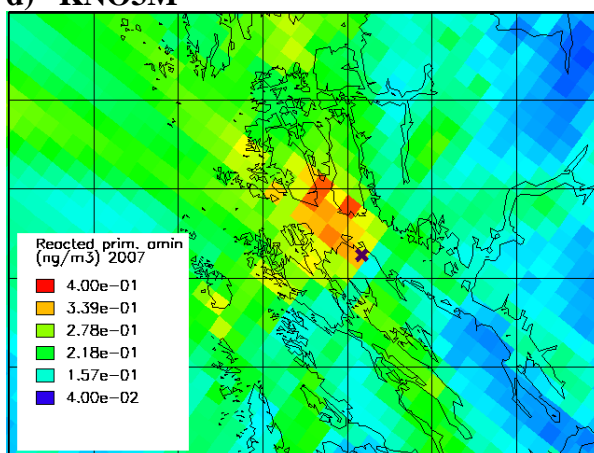 d) KNO3M
Reacted prim. amin
(ng/m3) 2007
4.00e-01
3.39e-01
2.78e-01
2.18e-01
1.57e-01
4.00e-02